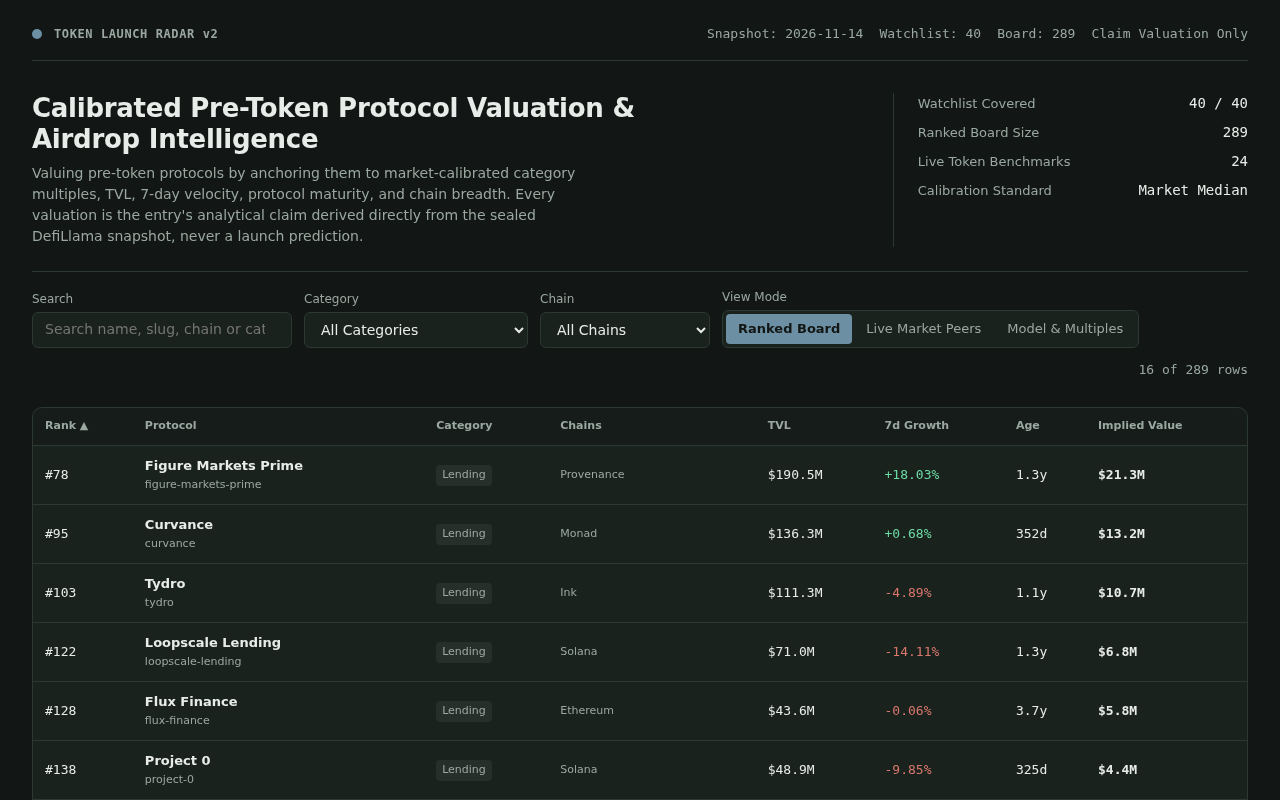 TOKEN LAUNCH RADAR v2
Snapshot: 2026-11-14 Watchlist: 40 Board: 289 Claim Valuation Only
Calibrated Pre-Token Protocol Valuation &
Airdrop Intelligence
Valuing pre-token protocols by anchoring them to market-calibrated category
multiples, TVL, 7-day velocity, protocol maturity, and chain breadth. Every
valuation is the entry's analytical claim derived directly from the sealed
DefiLlama snapshot, never a launch prediction.
Watchlist Covered 40 / 40
Ranked Board Size 289
Live Token Benchmarks 24
Calibration Standard Market Median
Search Category Chain View Mode
Search name, slug, chain or cat All Categories All Chains Ranked Board Live Market Peers Model & Multiples
16 of 289 rows
Rank ▲ Protocol Category Chains TVL 7d Growth Age Implied Value
#78 Figure Markets Prime Lending Provenance $190.5M +18.03% 1.3y $21.3M
figure-markets-prime
#95 Curvance Lending Monad $136.3M +0.68% 352d $13.2M
curvance
#103 Tydro Lending Ink $111.3M -4.89% 1.1y $10.7M
tydro
#122 Loopscale Lending Lending Solana $71.0M -14.11% 1.3y $6.8M
loopscale-lending
#128 Flux Finance Lending Ethereum $43.6M -0.06% 3.7y $5.8M
flux-finance
#138 Project 0 Lending Solana $48.9M -9.85% 325d $4.4M
project-0